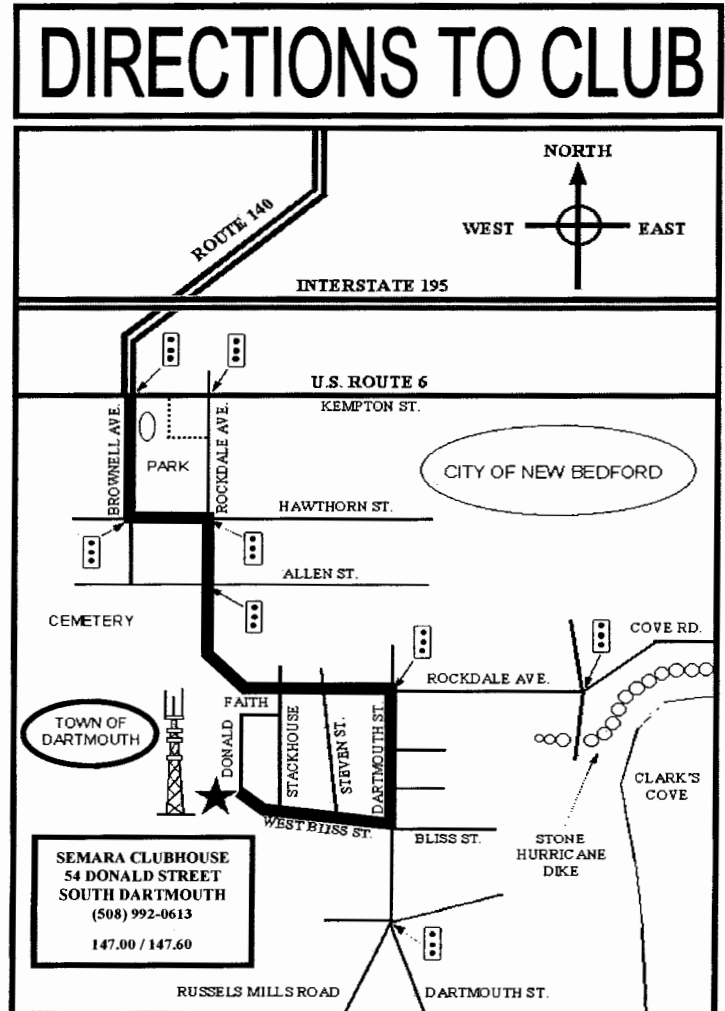 DIRECTIONS TO CLUB
NORTH
WEST
EAST
ROUTE 140
INTERSTATE 195
U.S. ROUTE 6
KEMPTON ST.
BROWNELL AVE.
PARK
ROCKDALE AVE.
CITY OF NEW BEDFORD
HAWTHORN ST.
ALLEN ST.
CEMETERY
COVE RD.
ROCKDALE AVE.
FAITH
TOWN OF
DARTMOUTH
DONALD
STACKHOUSE
STEVEN ST.
DARTMOUTH ST.
CLARK'S
COVE
WEST BLISS ST.
BLISS ST.
STONE
HURRICANE
DIKE
SEMARA CLUBHOUSE
54 DONALD STREET
SOUTH DARTMOUTH
(508) 992-0613
147.00 / 147.60
RUSSELS MILLS ROAD
DARTMOUTH ST.